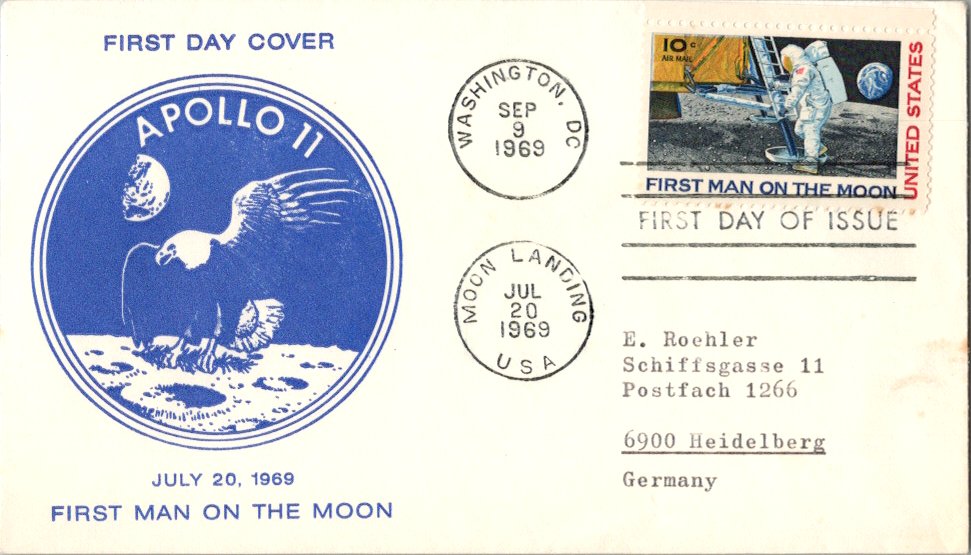 FIRST DAY COVER
APOLLO 11
JULY 20, 1969
FIRST MAN ON THE MOON
WASHINGTON, DC
SEP
9
1969
MOON LANDING
JUL
20
1969
USA
10c
AIR MAIL
UNITED STATES
FIRST MAN ON THE MOON
FIRST DAY OF ISSUE
E. Roehler
Schiffsgasse 11
Postfach 1266
6900 Heidelberg
Germany